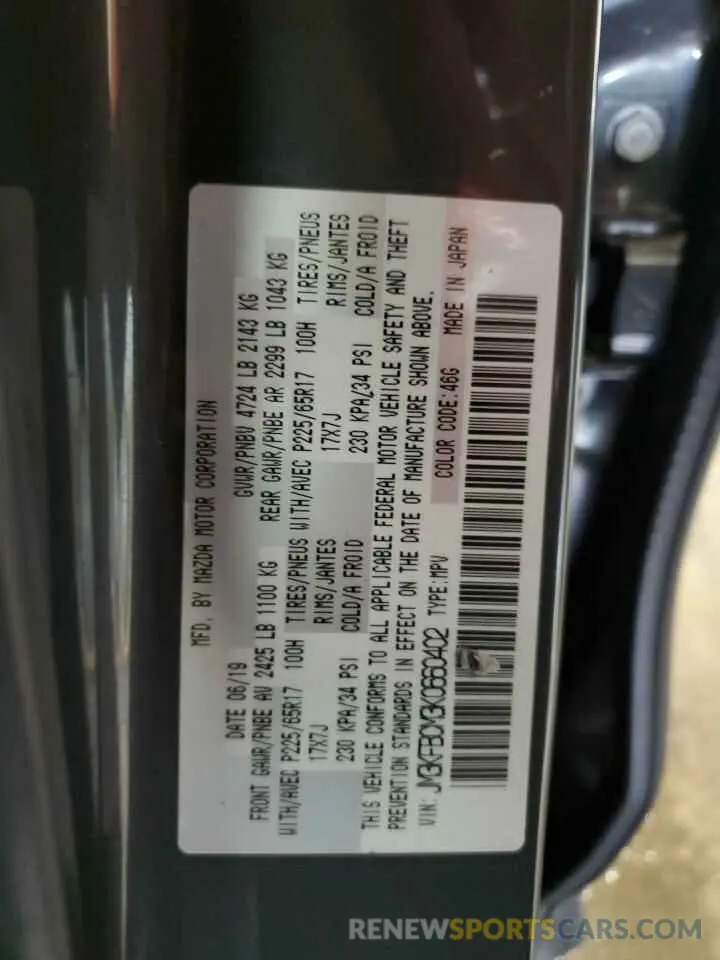 MFD. BY MAZDA MOTOR CORPORATION
DATE 06/19 GVWR/PNBV 4724 LB 2143 KG
FRONT GAWR/PNBE AV 2425 LB 1100 KG REAR GAWR/PNBE AR 2299 LB 1043 KG
WITH/AVEC P225/65R17 100H TIRES/PNEUS WITH/AVEC P225/65R17 100H TIRES/PNEUS
17X7J RIMS/JANTES 17X7J RIMS/JANTES
230 KPA/34 PSI COLD/A FROID 230 KPA/34 PSI COLD/A FROID
THIS VEHICLE CONFORMS TO ALL APPLICABLE FEDERAL MOTOR VEHICLE SAFETY AND THEFT
PREVENTION STANDARDS IN EFFECT ON THE DATE OF MANUFACTURE SHOWN ABOVE.
VIN: JM3KFBCM3K0660402 TYPE:MPV COLOR CODE:46G MADE IN JAPAN
RENEWSPORTSCARS.COM